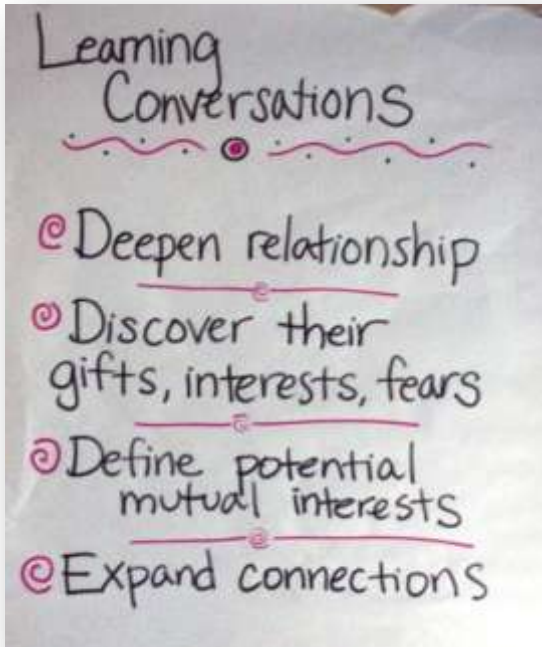 Learning
Conversations
Deepen relationship
Discover their
gifts, interests, fears
Define potential
mutual interests
Expand connections